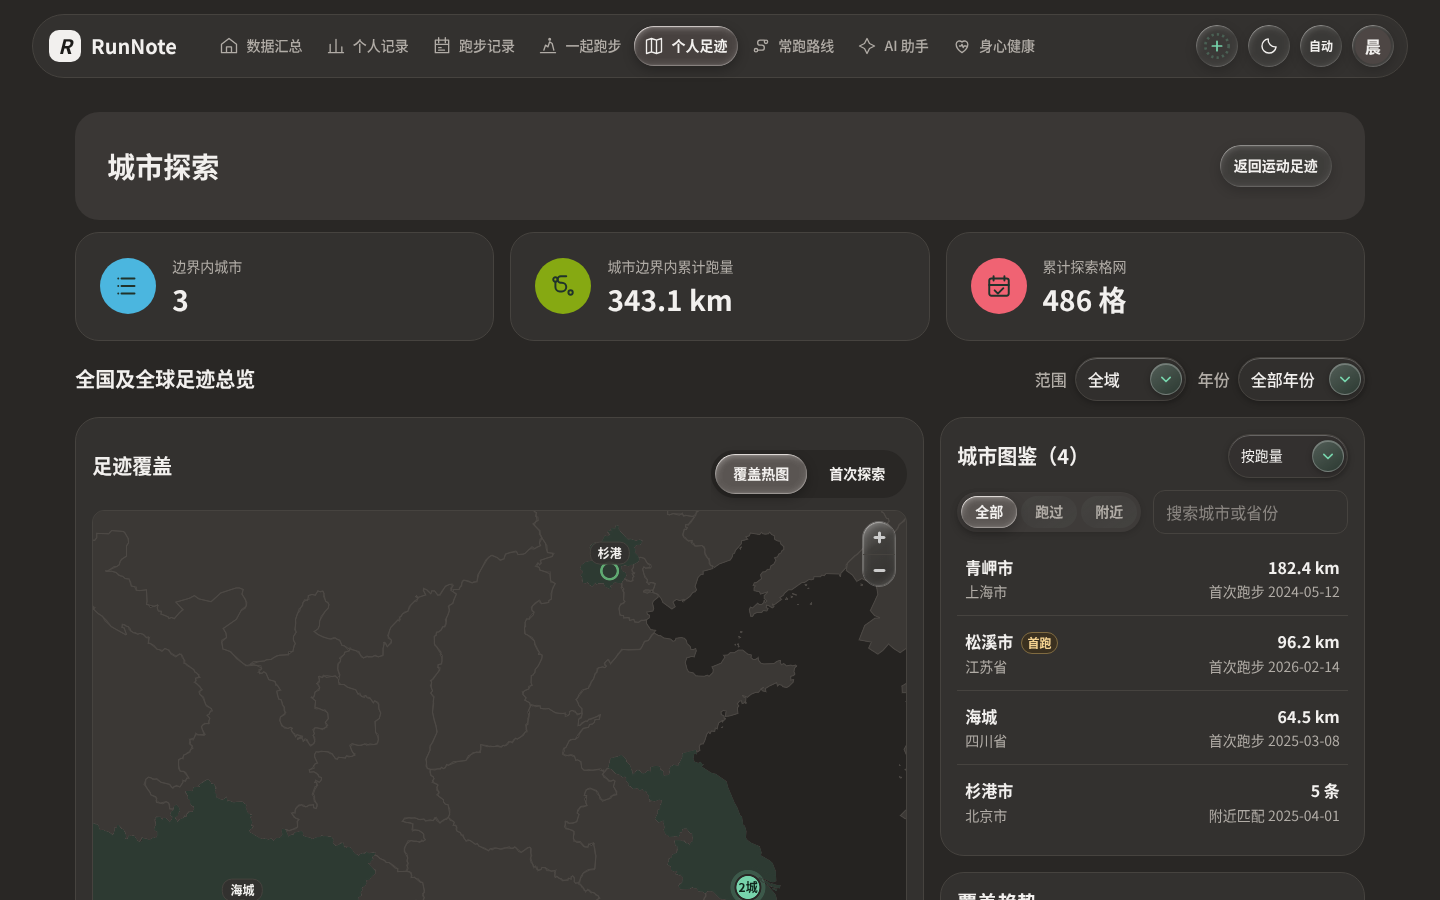 R RunNote 数据汇总 个人记录 跑步记录 一起跑步 个人足迹 常跑路线 AI 助手 身心健康 自动 晨
城市探索
返回运动足迹
边界内城市
3
城市边界内累计跑量
343.1 km
累计探索格网
486 格
全国及全球足迹总览
范围 全域 年份 全部年份
足迹覆盖
覆盖热图 首次探索
杉港
+
−
海城
2城
城市图鉴（4）
按跑量
全部 跑过 附近
搜索城市或省份
青岬市 182.4 km
上海市 首次跑步 2024-05-12
松溪市 首跑 96.2 km
江苏省 首次跑步 2026-02-14
海城 64.5 km
四川省 首次跑步 2025-03-08
杉港市 5 条
北京市 附近匹配 2025-04-01